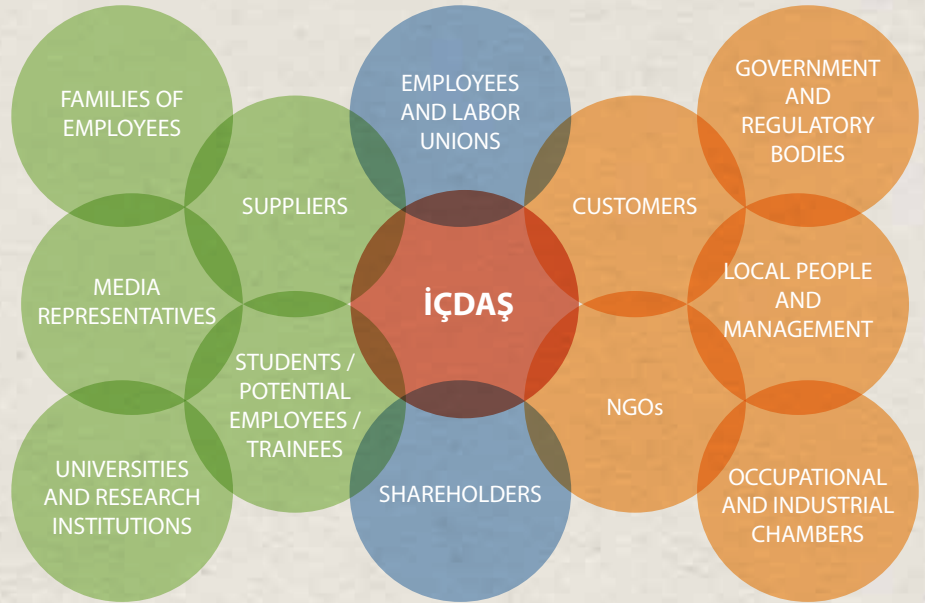 FAMILIES OF
EMPLOYEES
SUPPLIERS
MEDIA
REPRESENTATIVES
STUDENTS /
POTENTIAL
EMPLOYEES /
TRAINEES
UNIVERSITIES
AND RESEARCH
INSTITUTIONS
EMPLOYEES
AND LABOR
UNIONS
İÇDAŞ
SHAREHOLDERS
CUSTOMERS
NGOs
GOVERNMENT
AND
REGULATORY
BODIES
LOCAL PEOPLE
AND
MANAGEMENT
OCCUPATIONAL
AND INDUSTRIAL
CHAMBERS